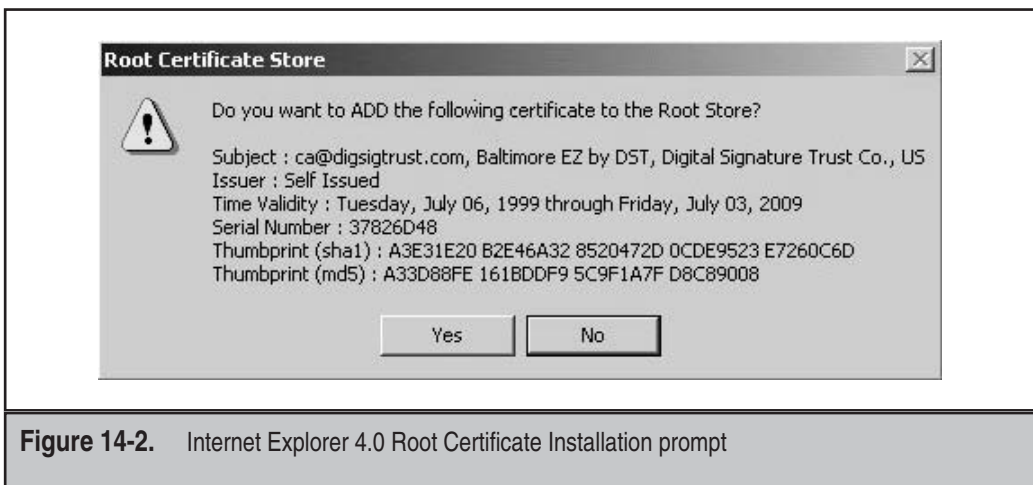 Root Certificate Store
Do you want to ADD the following certificate to the Root Store?
Subject : ca@digsigtrust.com, Baltimore EZ by DST, Digital Signature Trust Co., US
Issuer : Self Issued
Time Validity : Tuesday, July 06, 1999 through Friday, July 03, 2009
Serial Number : 37826D48
Thumbprint (sha1) : A3E31E20 B2E46A32 8520472D 0CDE9523 E7260C6D
Thumbprint (md5) : A33D88FE 161BDDF9 5C9F1A7F D8C89008
Yes No
Figure 14-2. Internet Explorer 4.0 Root Certificate Installation prompt